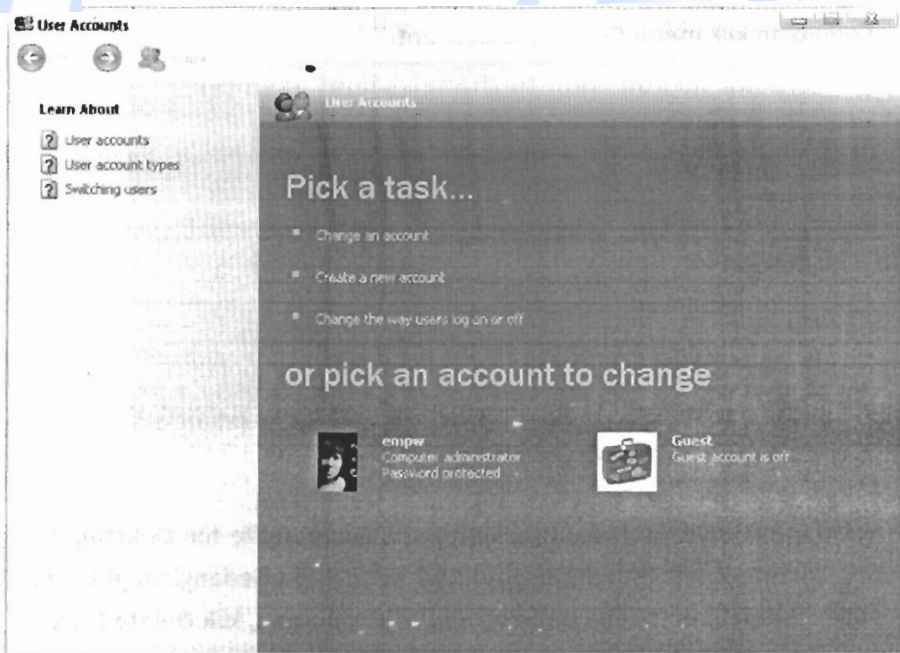 User Accounts
Learn About
User accounts
User account types
Switching users
User Accounts
Pick a task...
Change an account
Create a new account
Change the way users log on or off
or pick an account to change
empw
Computer administrator
Password protected
Guest
Guest account is off